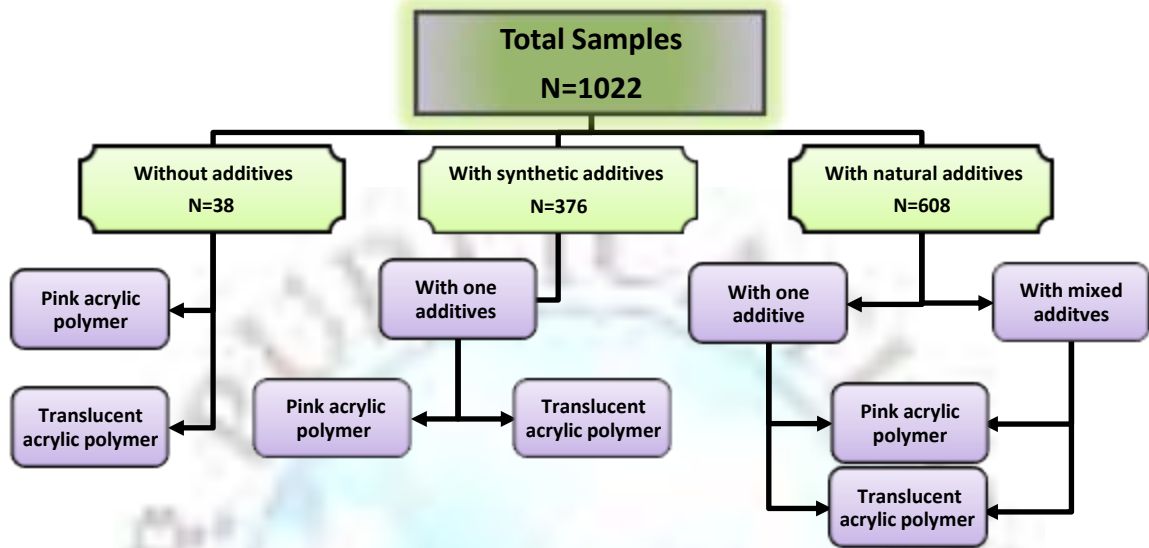 Total Samples
N=1022
Without additives
N=38
With synthetic additives
N=376
With natural additives
N=608
Pink acrylic
polymer
Translucent
acrylic polymer
With one
additives
Pink acrylic
polymer
Translucent
acrylic polymer
With one
additive
With mixed
additves
Pink acrylic
polymer
Translucent
acrylic polymer